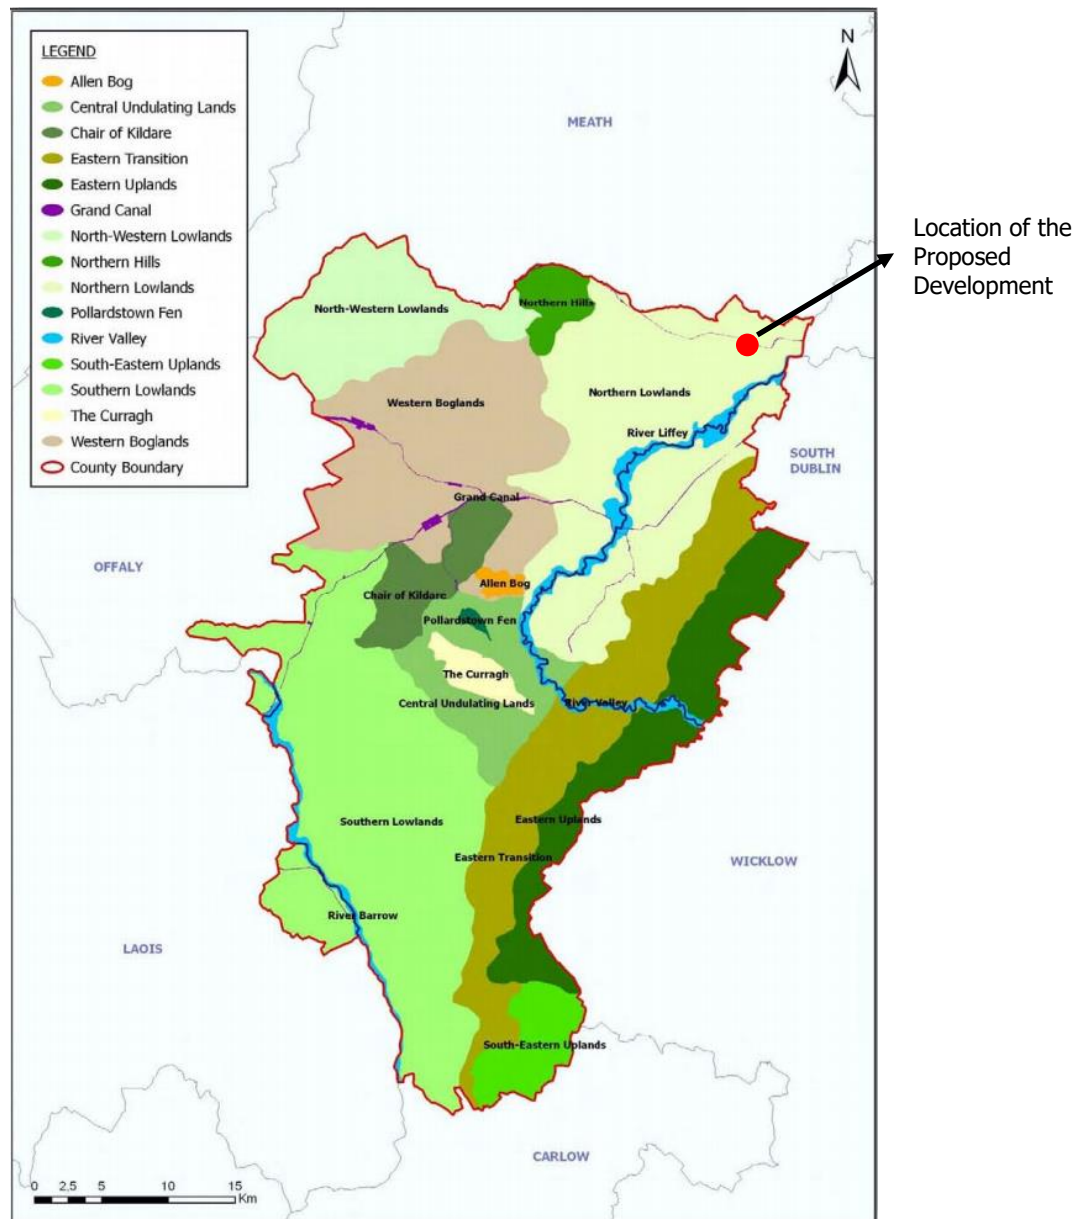 LEGEND
Allen Bog
Central Undulating Lands
Chair of Kildare
Eastern Transition
Eastern Uplands
Grand Canal
North-Western Lowlands
Northern Hills
Northern Lowlands
Pollardstown Fen
River Valley
South-Eastern Uplands
Southern Lowlands
The Curragh
Western Boglands
County Boundary
N
MEATH
Location of the
Proposed
Development
North-Western Lowlands
Northern Hills
Western Boglands
Northern Lowlands
River Liffey
SOUTH
DUBLIN
Grand Canal
OFFALY
Allen Bog
Chair of Kildare
Pollardstown Fen
The Curragh
Central Undulating Lands
River Valley
Southern Lowlands
Eastern Uplands
Eastern Transition
WICKLOW
River Barrow
LAOIS
South-Eastern Uplands
CARLOW
0 2.5 5 10 15
Km